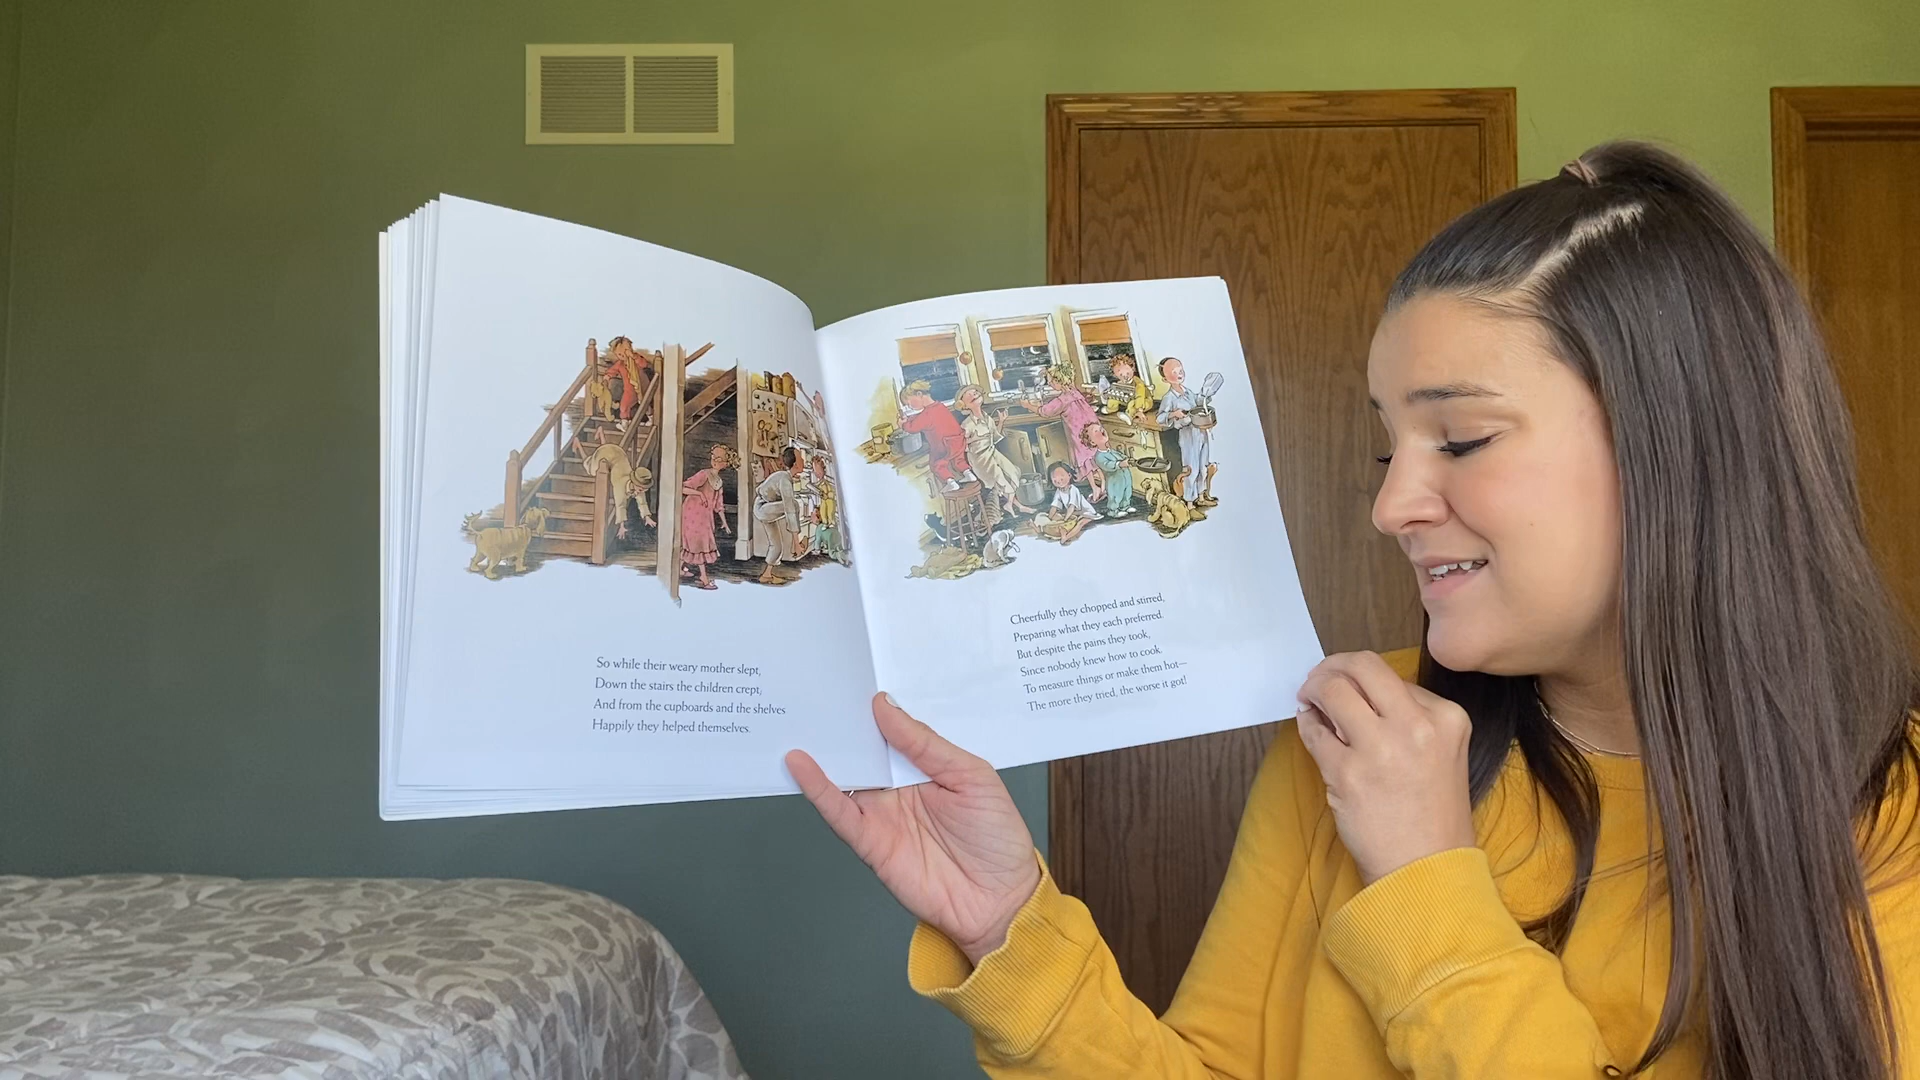 So while their weary mother slept,
Down the stairs the children crept,
And from the cupboards and the shelves
Happily they helped themselves.
Cheerfully they chopped and stirred,
Preparing what they each preferred.
But despite the pains they took,
Since nobody knew how to cook,
To measure things or make them hot—
The more they tried, the worse it got!